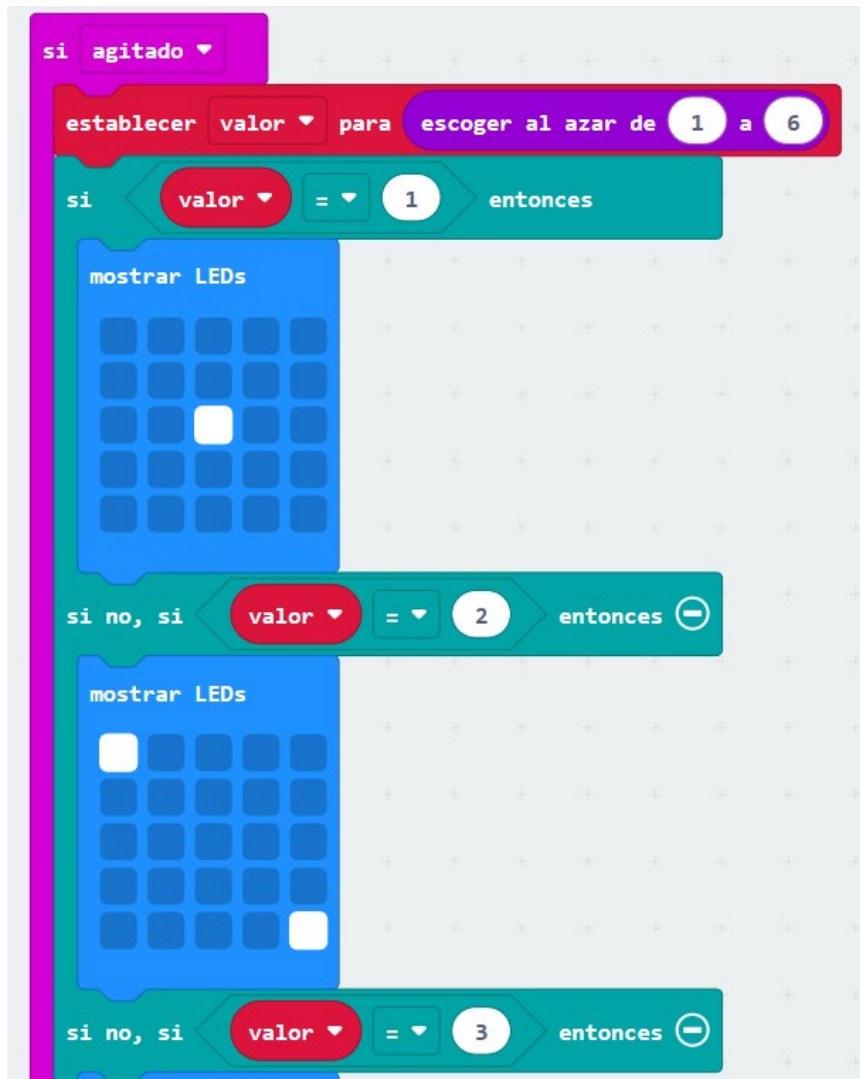 si agitado
establecer valor para escoger al azar de 1 a 6
si valor = 1 entonces
mostrar LEDs
si no, si valor = 2 entonces
mostrar LEDs
si no, si valor = 3 entonces